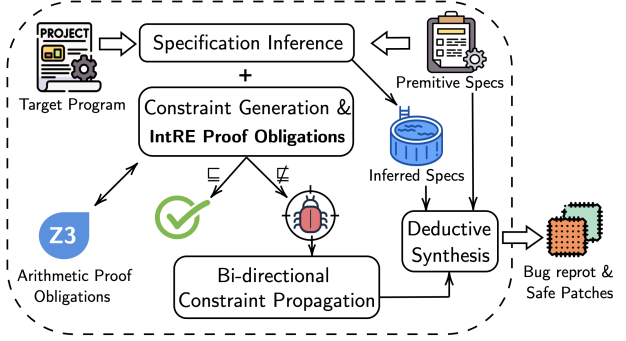 PROJECT
Target Program
Specification Inference
Premitive Specs
+
Constraint Generation &
IntRE Proof Obligations
⊑
⋢
Inferred Specs
Z3
Arithmetic Proof
Obligations
Deductive
Synthesis
Bi-directional
Constraint Propagation
Bug reprot &
Safe Patches